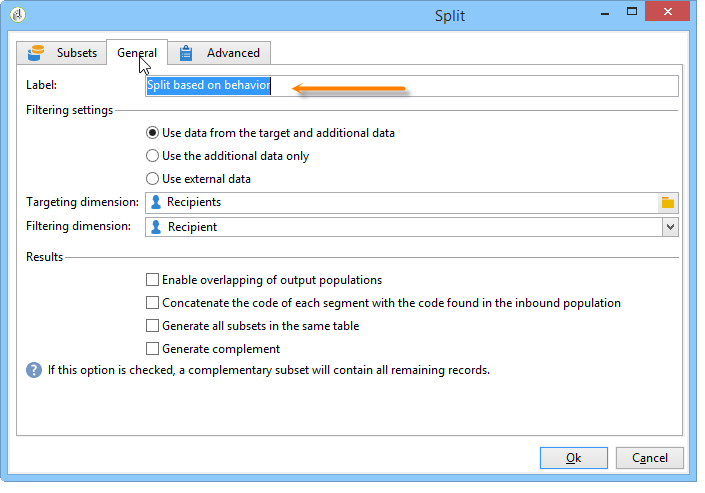 Split
Subsets General Advanced
Label: Split based on behavior
Filtering settings
Use data from the target and additional data
Use the additional data only
Use external data
Targeting dimension: Recipients
Filtering dimension: Recipient
Results
Enable overlapping of output populations
Concatenate the code of each segment with the code found in the inbound population
Generate all subsets in the same table
Generate complement
? If this option is checked, a complementary subset will contain all remaining records.
Ok Cancel